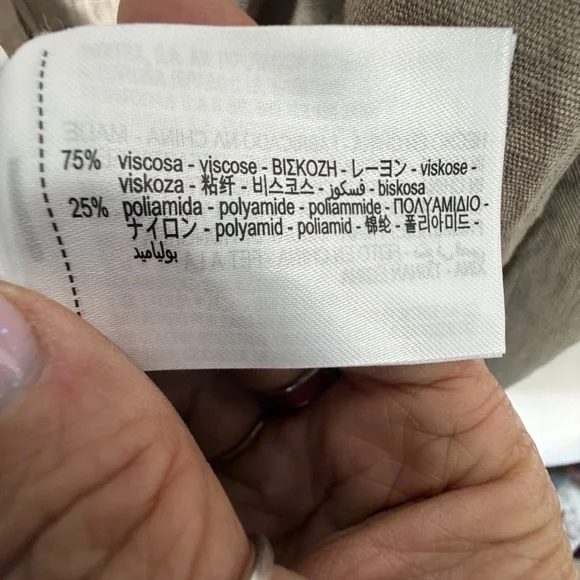 75% viscosa - viscose - ΒΙΣΚΟΖΗ - レーヨン - viskose -
viskoza - 粘纤 - 비스코스 - فسكوز - biskosa
25% poliamida - polyamide - poliammide - ΠΟΛΥΑΜΙΔΙΟ -
ナイロン - polyamid - poliamid - 锦纶 - 폴리아미드 -
بولياميد